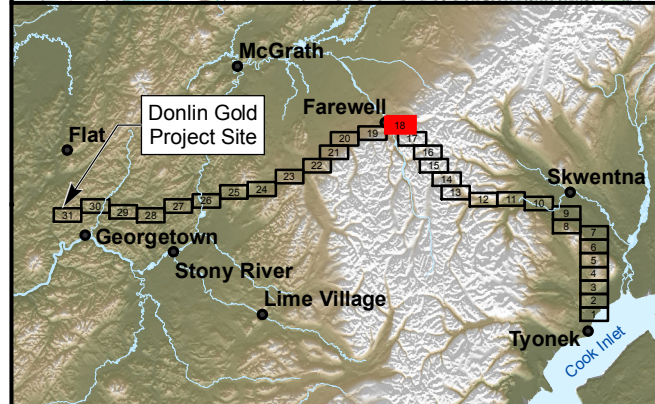 McGrath
Donlin Gold
Project Site
Farewell
Flat
18
19
20
17
21
16
22
15
23
14
24
13
25
12
11
10
Skwentna
26
27
28
29
30
31
9
8
7
6
5
4
3
2
1
Georgetown
Stony River
Lime Village
Tyonek
Cook Inlet